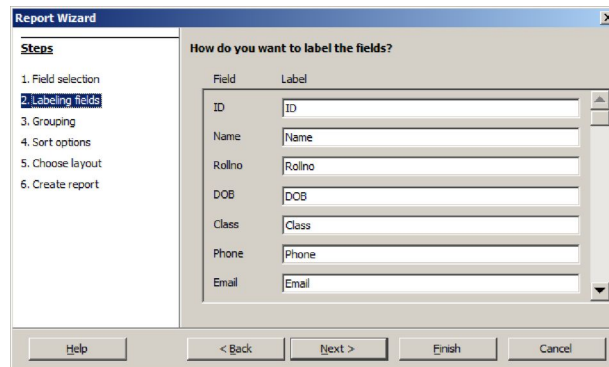 Report Wizard
Steps
1. Field selection
2. Labeling fields
3. Grouping
4. Sort options
5. Choose layout
6. Create report
How do you want to label the fields?
Field Label
ID ID
Name Name
Rollno Rollno
DOB DOB
Class Class
Phone Phone
Email Email
Help < Back Next > Finish Cancel